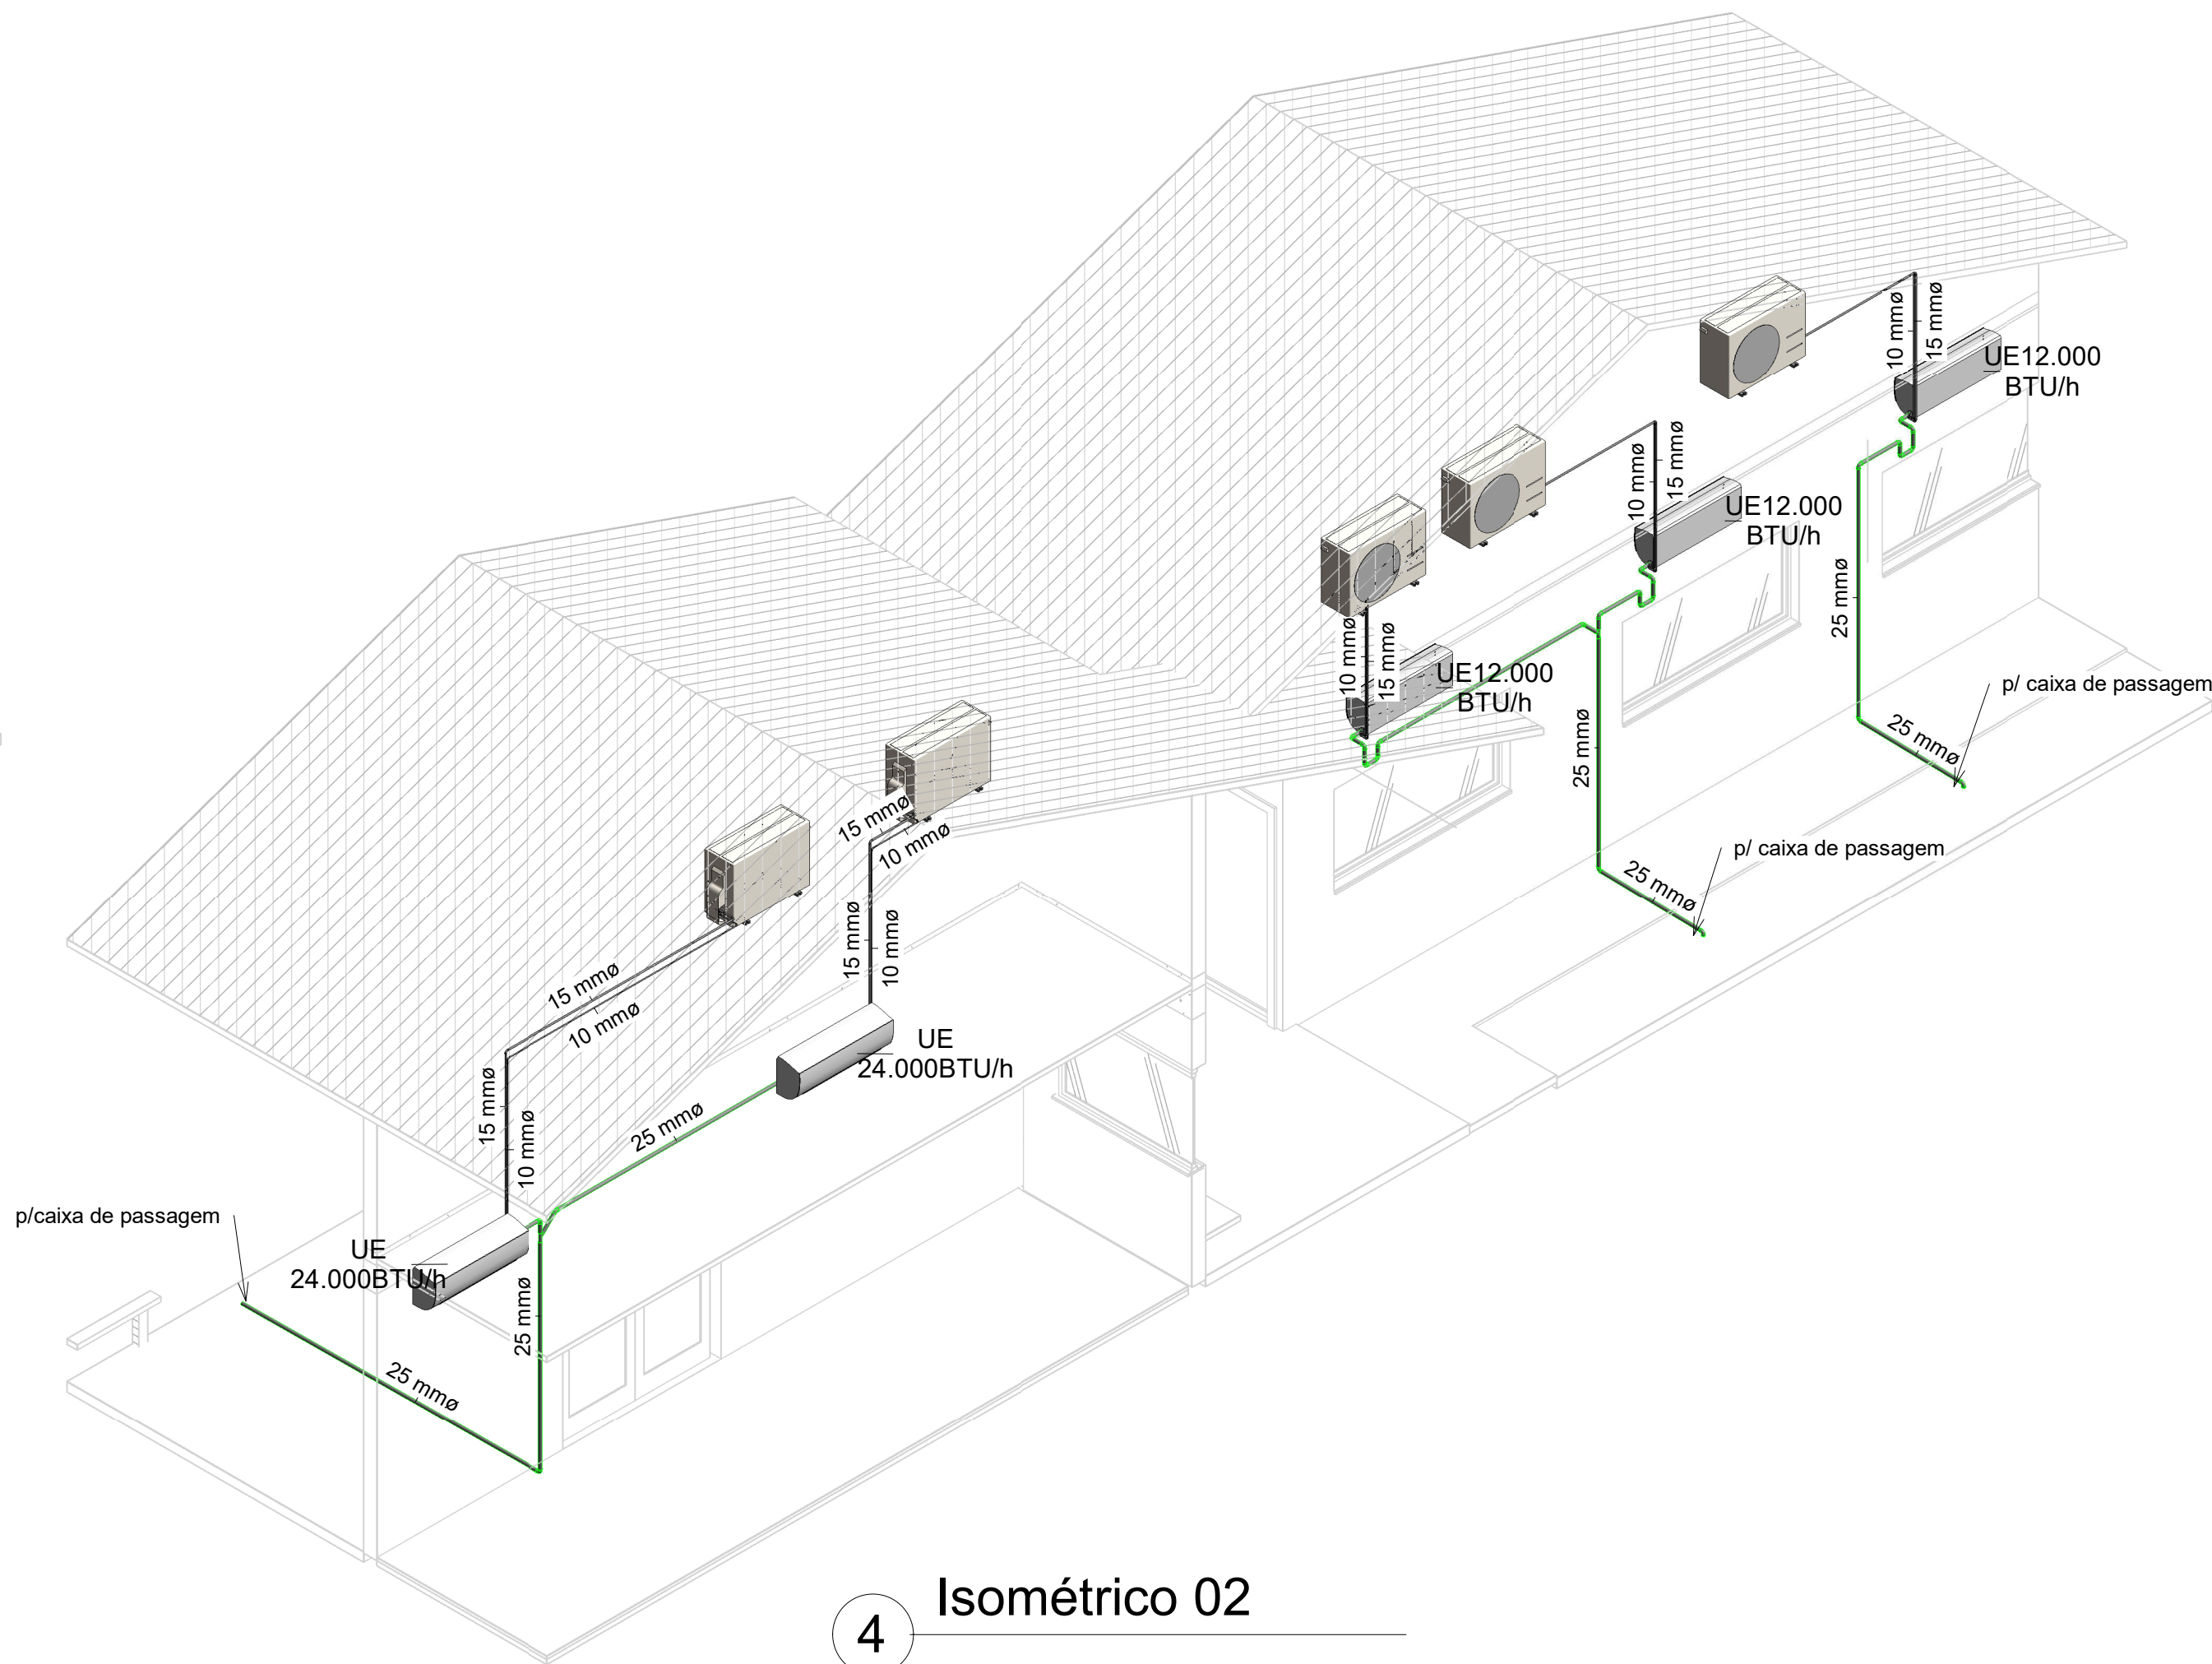 10 mmø
15 mmø
UE12.000
BTU/h
10 mmø
15 mmø
UE12.000
BTU/h
25 mmø
10 mmø
15 mmø
UE12.000
BTU/h
p/ caixa de passagem
25 mmø
25 mmø
p/ caixa de passagem
25 mmø
15 mmø
10 mmø
15 mmø
10 mmø
15 mmø
10 mmø
UE
24.000BTU/h
15 mmø
10 mmø
25 mmø
p/caixa de passagem
UE
24.000BTU/h
25 mmø
25 mmø
4
Isométrico 02